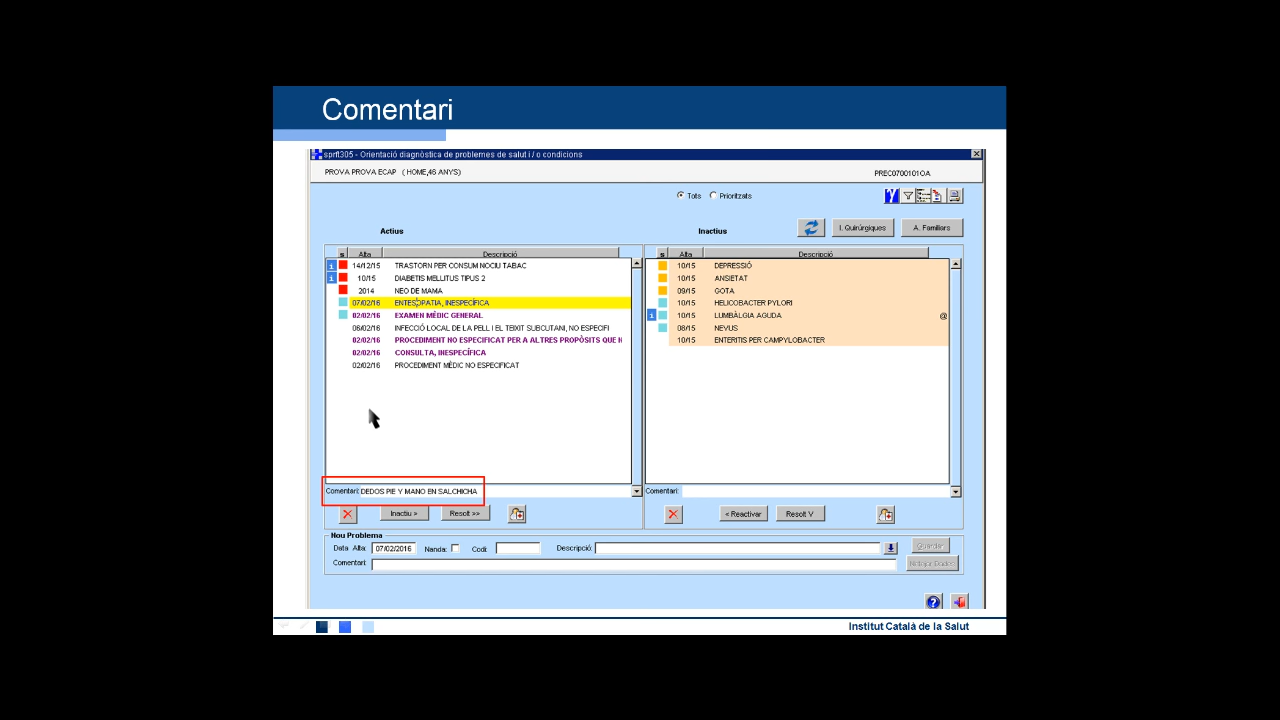 Comentari
sprfl305 - Orientació diagnòstica de problemes de salut i / o condicions
PROVA PROVA ECAP ( HOME,46 ANYS)
PREC0700101OA
Tots Prioritzats
I. Quirúrgiques A. Familiars
Actius
Inactius
s Alta Descripció
14/12/15 TRASTORN PER CONSUM NOCIU TABAC
10/15 DIABETIS MELLITUS TIPUS 2
2014 NEO DE MAMA
07/02/16 ENTESOPATIA, INESPECÍFICA
02/02/16 EXAMEN MÈDIC GENERAL
06/02/16 INFECCIÓ LOCAL DE LA PELL I EL TEIXIT SUBCUTANI, NO ESPECIFI
02/02/16 PROCEDIMENT NO ESPECIFICAT PER A ALTRES PROPÒSITS QUE
02/02/16 CONSULTA, INESPECÍFICA
02/02/16 PROCEDIMENT MÈDIC NO ESPECIFICAT
Comentari: DEDOS PIE Y MANO EN SALCHICHA
Inactiu > Resolt >>
s Alta Descripció
10/15 DEPRESSIÓ
10/15 ANSIETAT
09/15 GOTA
10/15 HELICOBACTER PYLORI
10/15 LUMBÀLGIA AGUDA @
08/15 NEVUS
10/15 ENTERITIS PER CAMPYLOBACTER
Comentari:
< Reactivar Resolt V
Nou Problema
Data Alta: 07/02/2016 Nanda: Codi: Descripció: Guardar
Comentari: Netejar Dades
Institut Català de la Salut